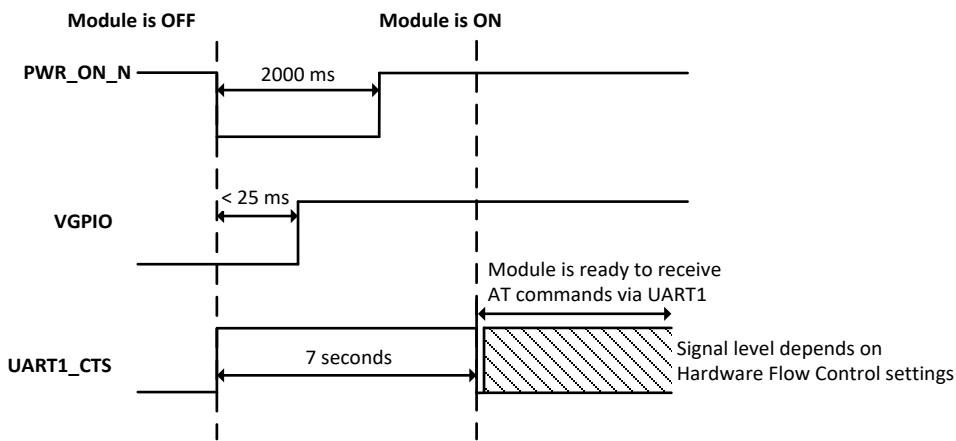 Module is OFF
Module is ON
PWR_ON_N
2000 ms
< 25 ms
VGPIO
Module is ready to receive
AT commands via UART1
UART1_CTS
7 seconds
Signal level depends on
Hardware Flow Control settings